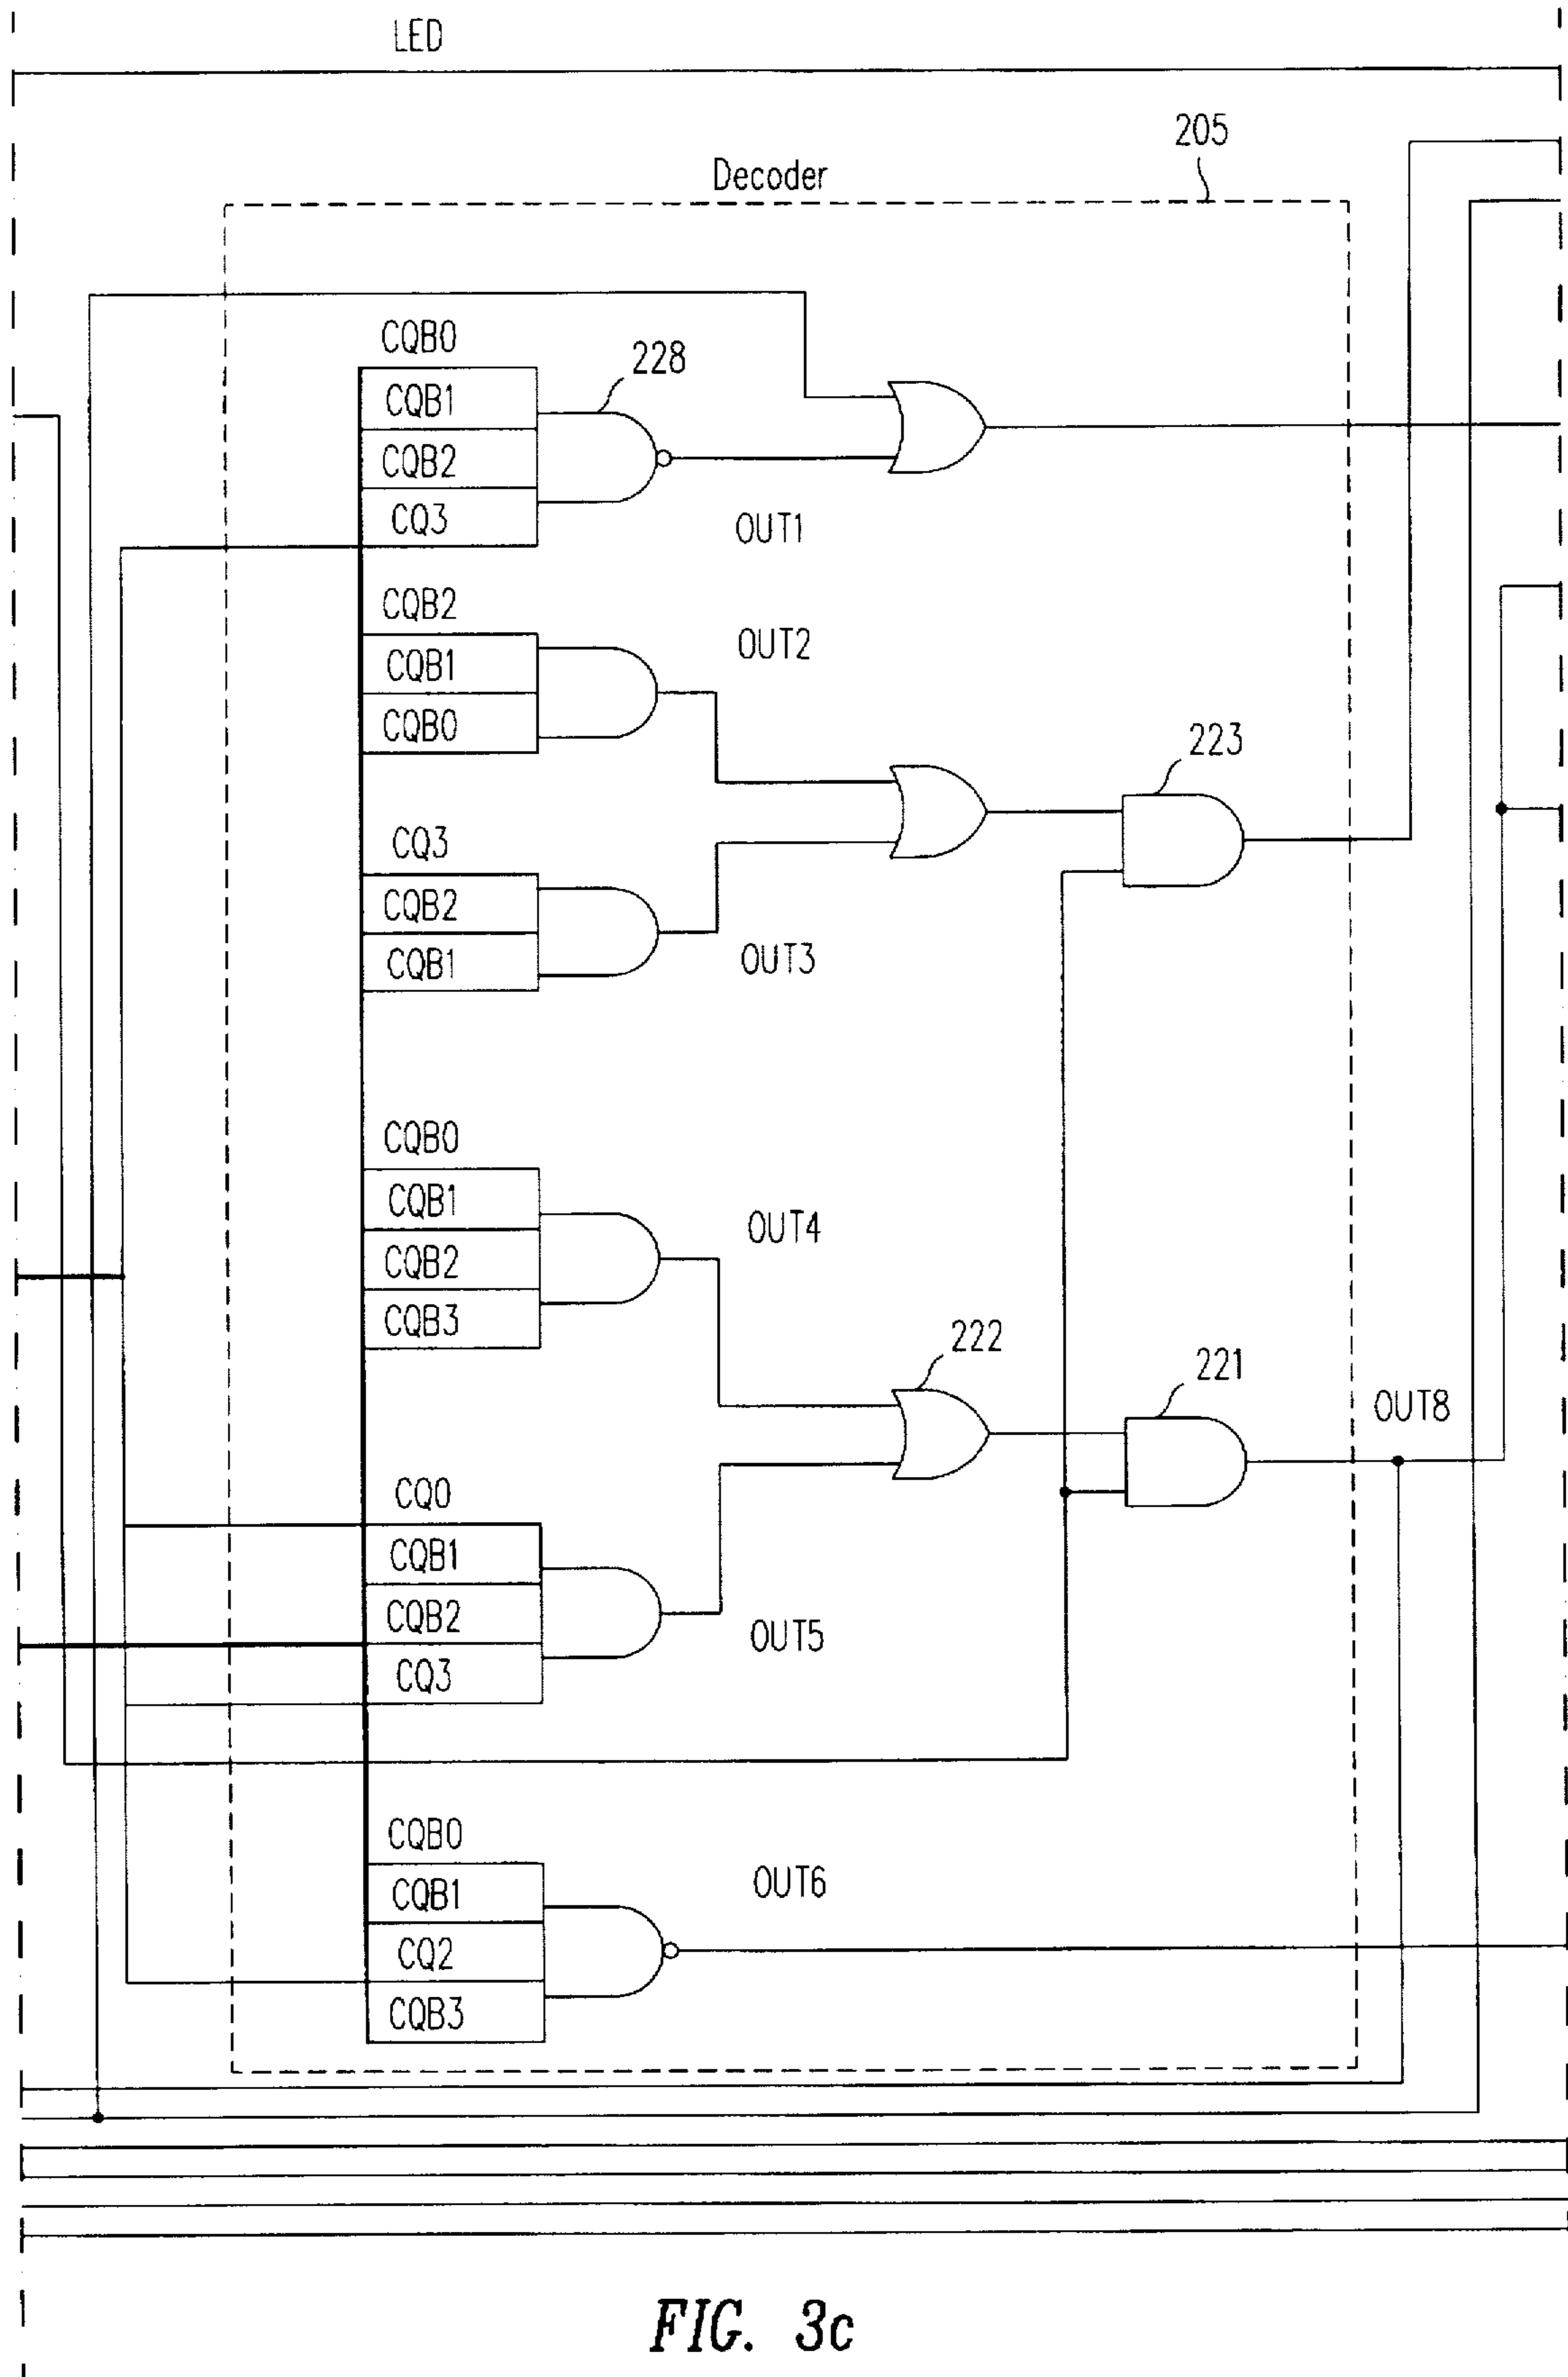 LED
205
Decoder
CQB0
228
CQB1
CQB2
CQ3
OUT1
CQB2
OUT2
CQB1
CQB0
223
CQ3
CQB2
OUT3
CQB1
CQB0
CQB1
OUT4
CQB2
CQB3
222
221
OUT8
CQ0
CQB1
CQB2
OUT5
CQ3
CQB0
OUT6
CQB1
CQ2
CQB3
FIG. 3c